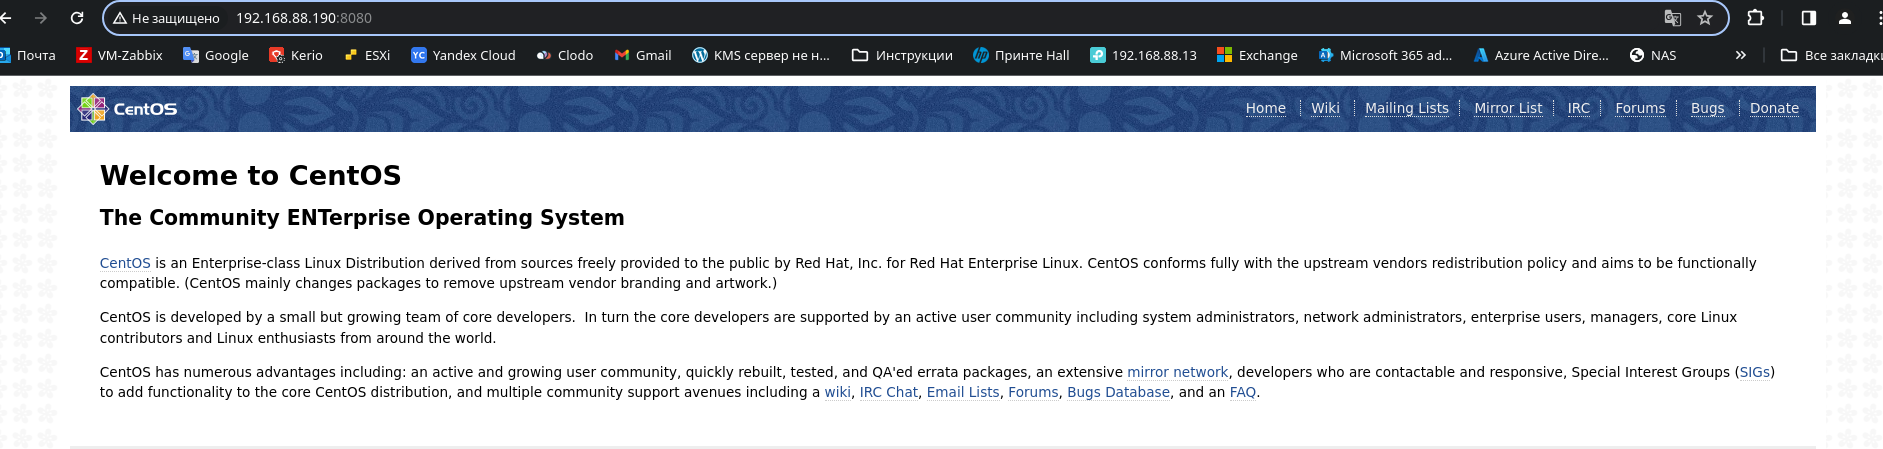 Не защищено 192.168.88.190:8080
Почта VM-Zabbix Google Kerio ESXi Yandex Cloud Clodo Gmail KMS сервер не н... Инструкции Принте Hall 192.168.88.13 Exchange Microsoft 365 ad... Azure Active Dire... NAS » Все закладки
CentOS Home Wiki Mailing Lists Mirror List IRC Forums Bugs Donate
Welcome to CentOS
The Community ENTerprise Operating System
CentOS is an Enterprise-class Linux Distribution derived from sources freely provided to the public by Red Hat, Inc. for Red Hat Enterprise Linux. CentOS conforms fully with the upstream vendors redistribution policy and aims to be functionally
compatible. (CentOS mainly changes packages to remove upstream vendor branding and artwork.)
CentOS is developed by a small but growing team of core developers.  In turn the core developers are supported by an active user community including system administrators, network administrators, enterprise users, managers, core Linux
contributors and Linux enthusiasts from around the world.
CentOS has numerous advantages including: an active and growing user community, quickly rebuilt, tested, and QA'ed errata packages, an extensive mirror network, developers who are contactable and responsive, Special Interest Groups (SIGs)
to add functionality to the core CentOS distribution, and multiple community support avenues including a wiki, IRC Chat, Email Lists, Forums, Bugs Database, and an FAQ.